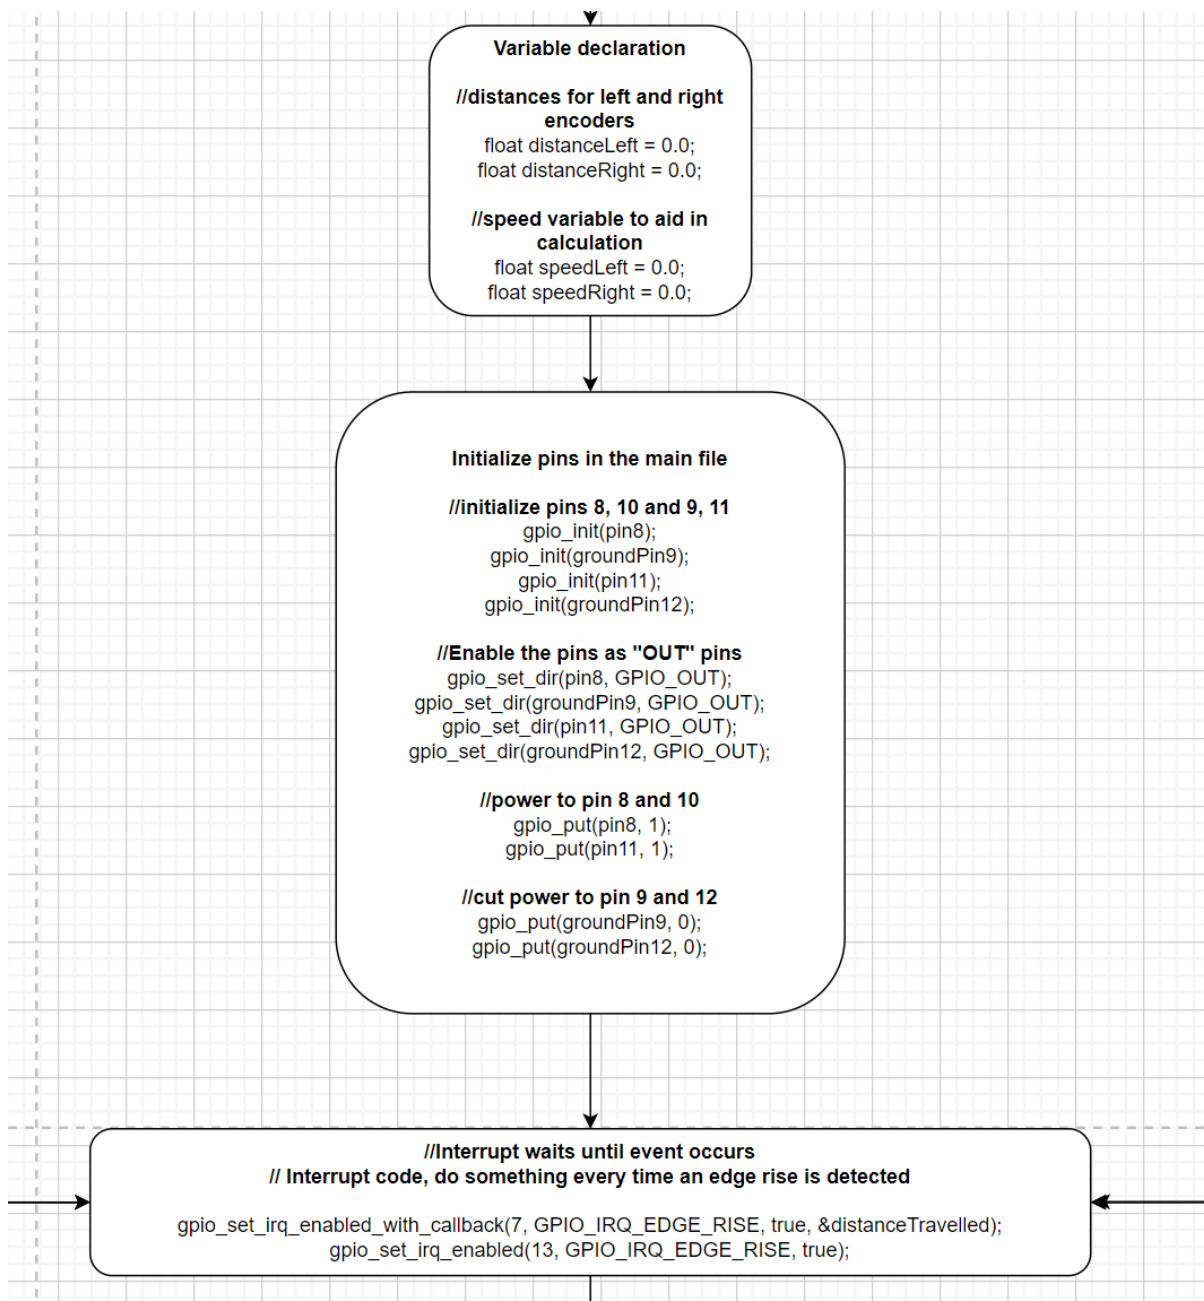 Variable declaration
//distances for left and right
encoders
float distanceLeft = 0.0;
float distanceRight = 0.0;
//speed variable to aid in
calculation
float speedLeft = 0.0;
float speedRight = 0.0;
Initialize pins in the main file
//initialize pins 8, 10 and 9, 11
gpio_init(pin8);
gpio_init(groundPin9);
gpio_init(pin11);
gpio_init(groundPin12);
//Enable the pins as "OUT" pins
gpio_set_dir(pin8, GPIO_OUT);
gpio_set_dir(groundPin9, GPIO_OUT);
gpio_set_dir(pin11, GPIO_OUT);
gpio_set_dir(groundPin12, GPIO_OUT);
//power to pin 8 and 10
gpio_put(pin8, 1);
gpio_put(pin11, 1);
//cut power to pin 9 and 12
gpio_put(groundPin9, 0);
gpio_put(groundPin12, 0);
//Interrupt waits until event occurs
// Interrupt code, do something every time an edge rise is detected
gpio_set_irq_enabled_with_callback(7, GPIO_IRQ_EDGE_RISE, true, &distanceTravelled);
gpio_set_irq_enabled(13, GPIO_IRQ_EDGE_RISE, true);